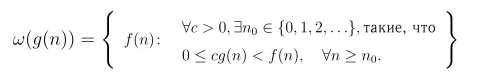 ω(g(n)) = { f(n): ∀c > 0, ∃n₀ ∈ {0, 1, 2, …}, такие, что
0 ≤ cg(n) < f(n), ∀n ≥ n₀. }